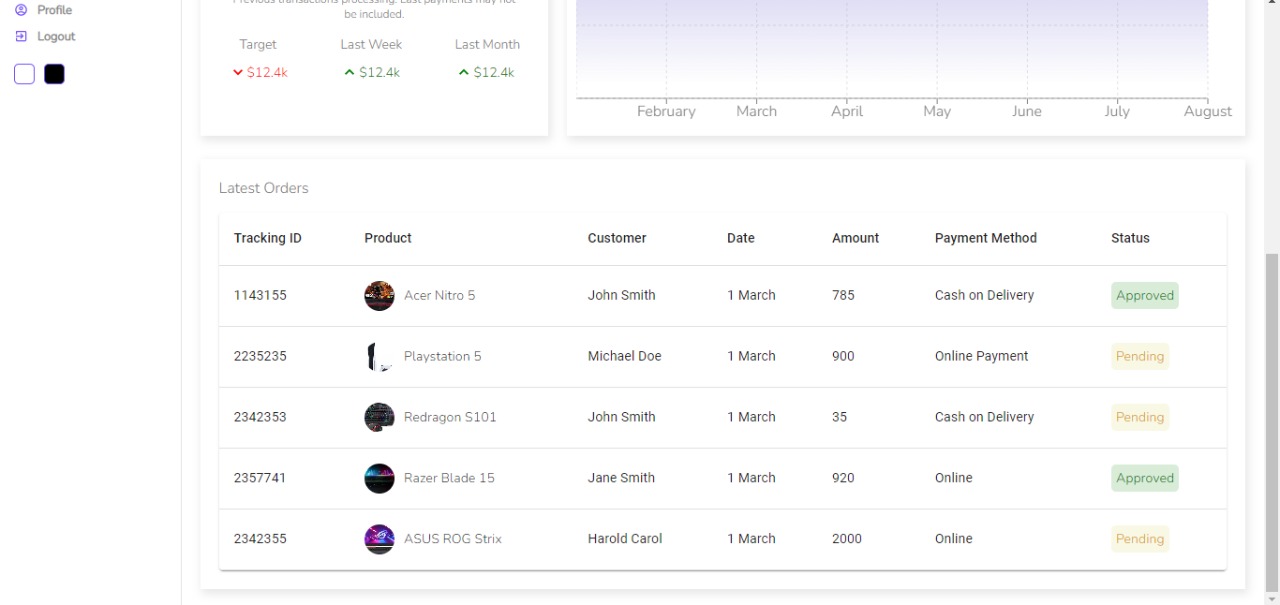 Profile
Logout
Previous transactions processing. Last payments may not
be included.
Target Last Week Last Month
$12.4k $12.4k $12.4k
February March April May June July August
Latest Orders
Tracking ID Product Customer Date Amount Payment Method Status
1143155 Acer Nitro 5 John Smith 1 March 785 Cash on Delivery Approved
2235235 Playstation 5 Michael Doe 1 March 900 Online Payment Pending
2342353 Redragon S101 John Smith 1 March 35 Cash on Delivery Pending
2357741 Razer Blade 15 Jane Smith 1 March 920 Online Approved
2342355 ASUS ROG Strix Harold Carol 1 March 2000 Online Pending